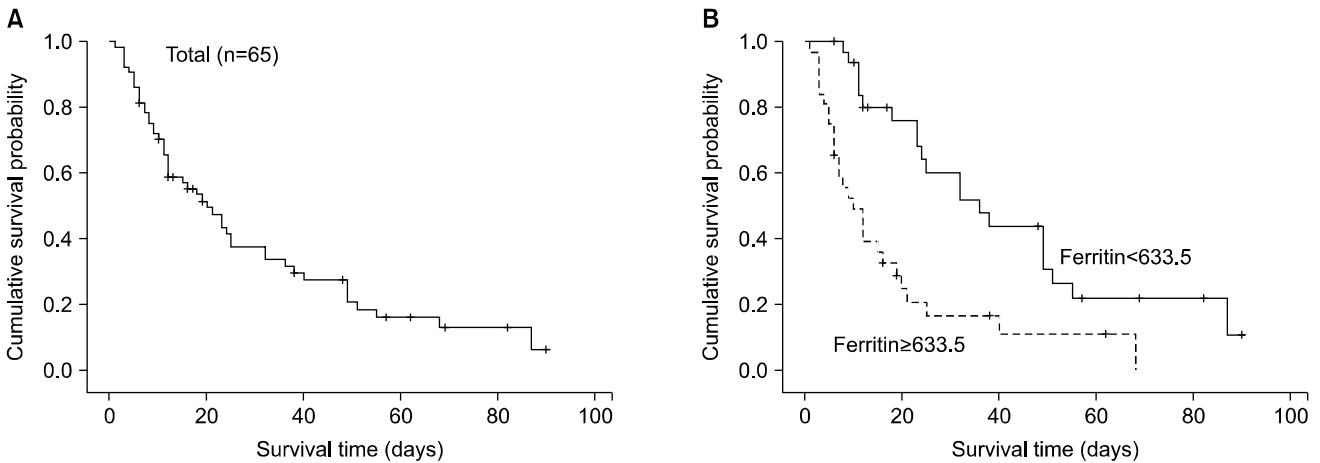 A
Cumulative survival probability
1.0
0.8
0.6
0.4
0.2
0.0
Total (n=65)
0 20 40 60 80 100
Survival time (days)
B
Cumulative survival probability
1.0
0.8
0.6
0.4
0.2
0.0
Ferritin<633.5
Ferritin≥633.5
0 20 40 60 80 100
Survival time (days)